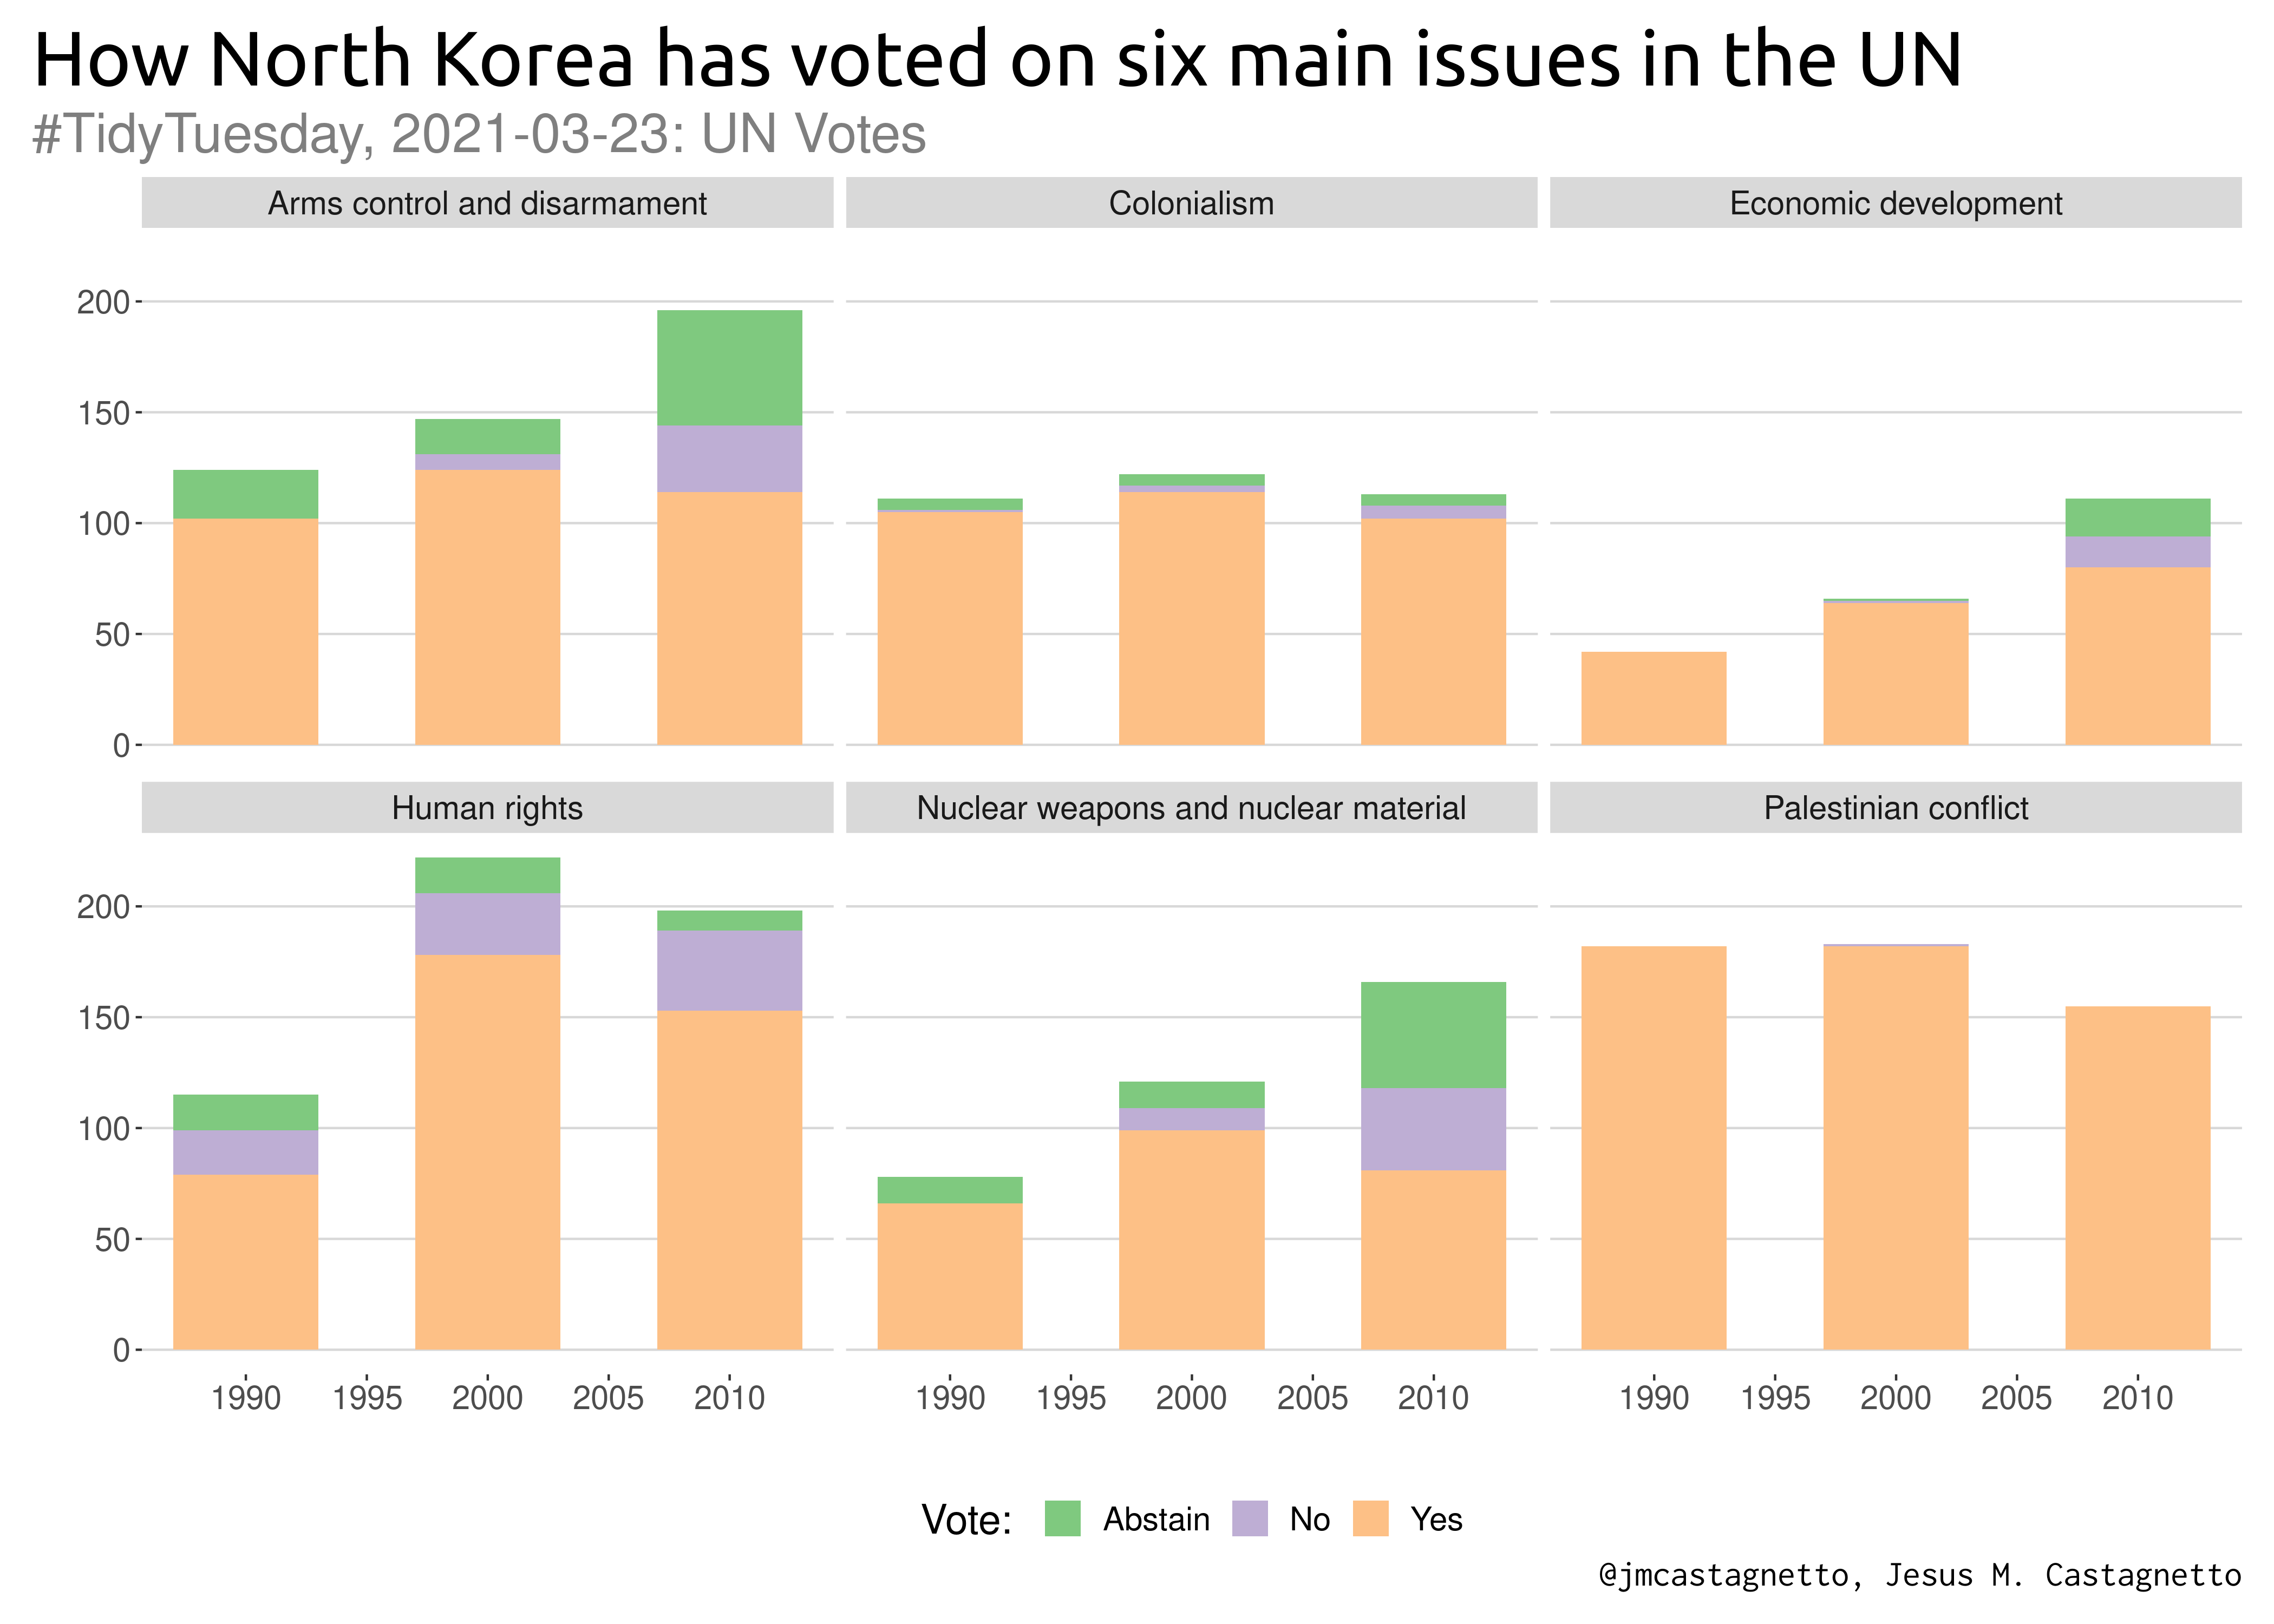 How North Korea has voted on six main issues in the UN
#TidyTuesday, 2021-03-23: UN Votes
Arms control and disarmament
Colonialism
Economic development
200
150
100
50
0
Human rights
Nuclear weapons and nuclear material
Palestinian conflict
200
150
100
50
0
1990 1995 2000 2005 2010
1990 1995 2000 2005 2010
1990 1995 2000 2005 2010
Vote: Abstain No Yes
@jmcastagnetto, Jesus M. Castagnetto